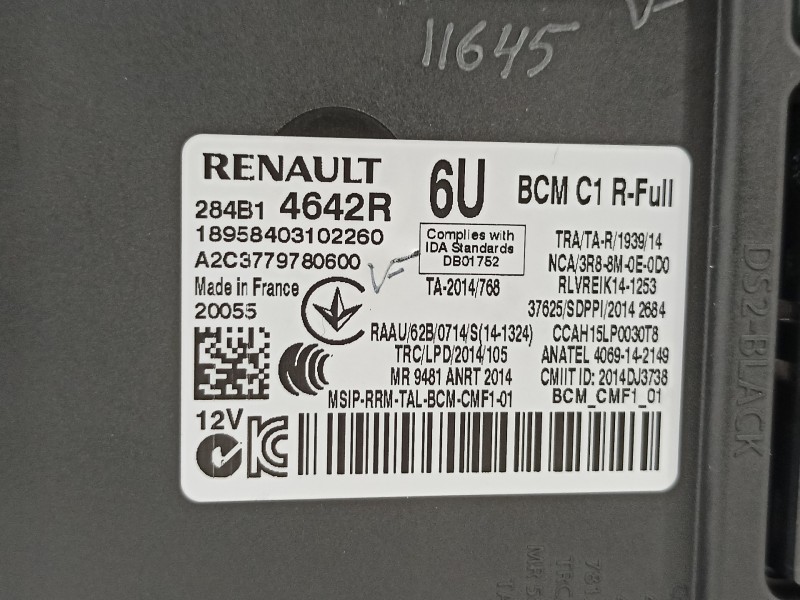 11645
RENAULT 6U BCM C1 R-Full
284B1 4642R
18958403102260
A2C3779780600
Made in France
20055
Complies with
IDA Standards
DB01752
TA-2014/768
TRA/TA-R/1939/14
NCA/3R8-8M-0E-0D0
RLVREIK14-1253
37625/SDPPI/2014 2684
RAAU/62B/0714/S(14-1324) CCAH15LP0030T8
TRC/LPD/2014/105 ANATEL 4069-14-2149
MR 9481 ANRT 2014 CMIIT ID: 2014DJ3738
MSIP-RRM-TAL-BCM-CMF1-01 BCM_CMF1_01
12V
DS2-BLACK